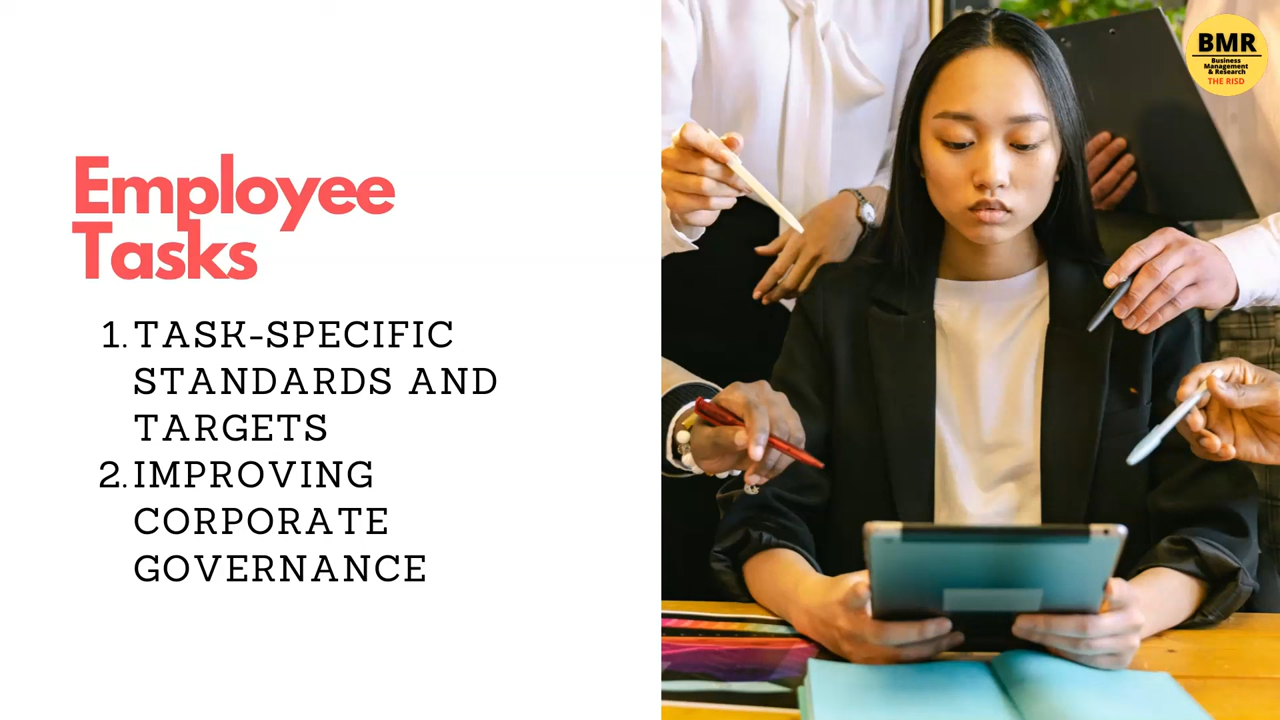 Employee
Tasks
1. TASK-SPECIFIC
STANDARDS AND
TARGETS
2. IMPROVING
CORPORATE
GOVERNANCE
BMR
Business
Management
& Research
THE RISD